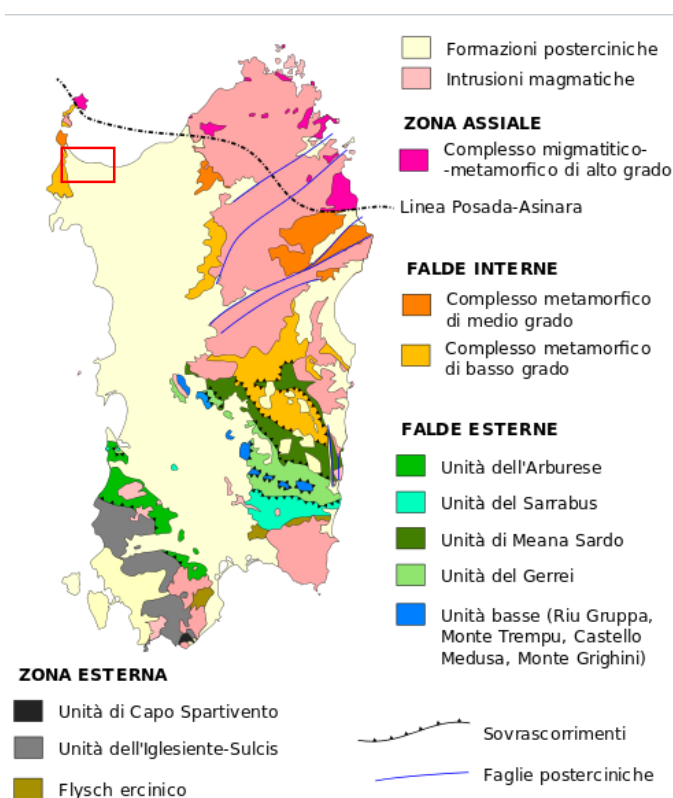 Formazioni posterciniche
Intrusioni magmatiche
ZONA ASSIALE
Complesso migmatitico-
-metamorfico di alto grado
Linea Posada-Asinara
FALDE INTERNE
Complesso metamorfico
di medio grado
Complesso metamorfico
di basso grado
FALDE ESTERNE
Unità dell'Arburese
Unità del Sarrabus
Unità di Meana Sardo
Unità del Gerrei
Unità basse (Riu Gruppa,
Monte Trempu, Castello
Medusa, Monte Grighini)
ZONA ESTERNA
Unità di Capo Spartivento
Unità dell'Iglesiente-Sulcis
Flysch ercinico
Sovrascorrimenti
Faglie posterciniche